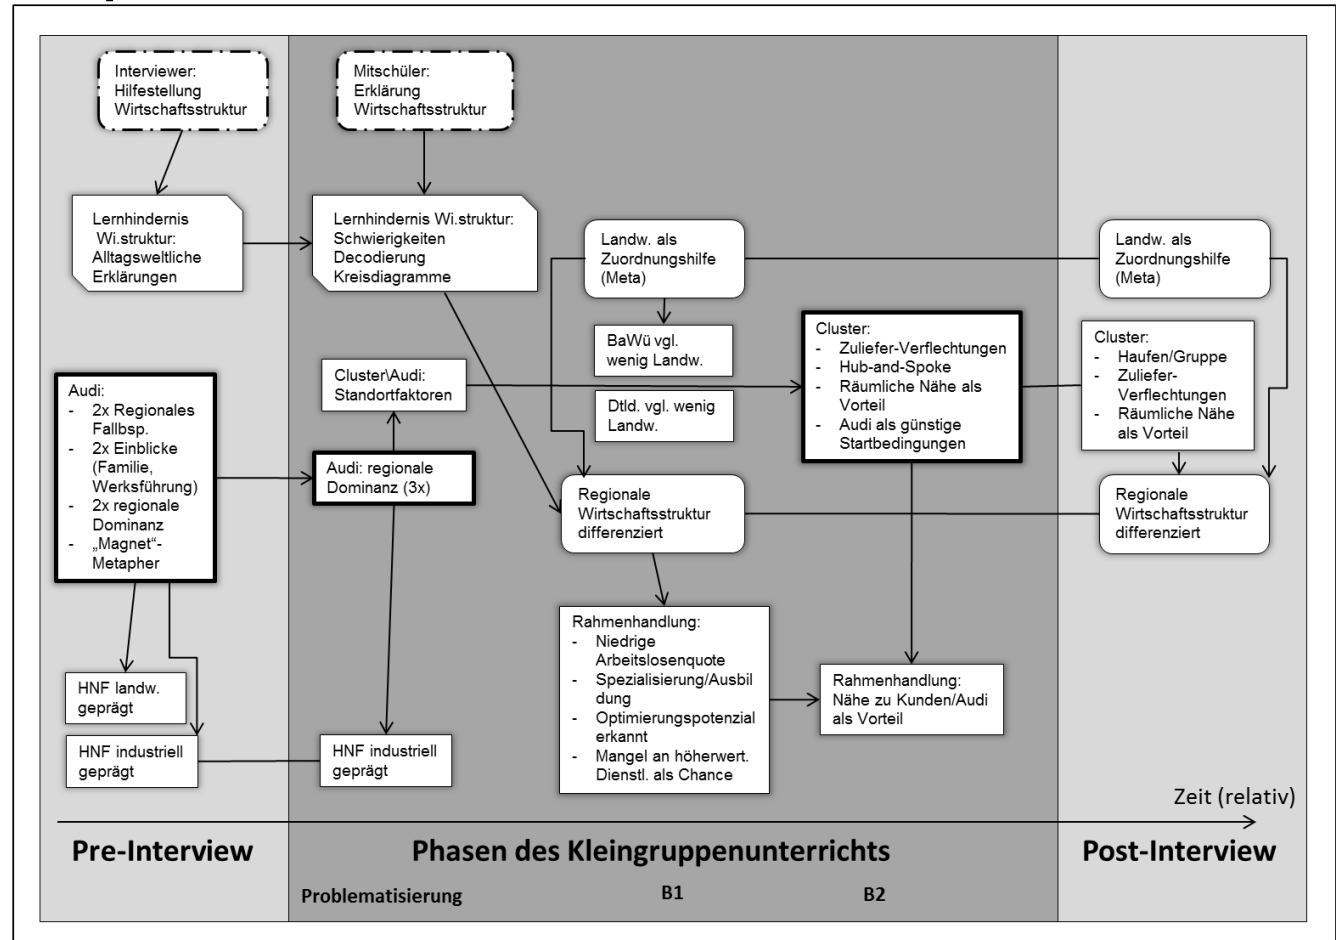 Interviewer:
Hilfestellung
Wirtschaftsstruktur
Mitschüler:
Erklärung
Wirtschaftsstruktur
Lernhindernis
Wi.struktur:
Alltagsweltliche
Erklärungen
Lernhindernis Wi.struktur:
Schwierigkeiten
Decodierung
Kreisdiagramme
Landw. als
Zuordnungshilfe
(Meta)
Landw. als
Zuordnungshilfe
(Meta)
BaWü vgl.
wenig Landw.
Dtld. vgl. wenig
Landw.
Cluster:
- Zuliefer-Verflechtungen
- Hub-and-Spoke
- Räumliche Nähe als
Vorteil
- Audi als günstige
Startbedingungen
Cluster:
- Haufen/Gruppe
- Zuliefer-
Verflechtungen
- Räumliche Nähe
als Vorteil
Cluster\Audi:
Standortfaktoren
Audi:
- 2x Regionales
Fallbsp.
- 2x Einblicke
(Familie,
Werksführung)
- 2x regionale
Dominanz
- „Magnet“-
Metapher
Audi: regionale
Dominanz (3x)
Regionale
Wirtschaftsstruktur
differenziert
Regionale
Wirtschaftsstruktur
differenziert
Rahmenhandlung:
- Niedrige
Arbeitslosenquote
- Spezialisierung/Ausbil
dung
- Optimierungspotenzial
erkannt
- Mangel an höherwert.
Dienstl. als Chance
Rahmenhandlung:
Nähe zu Kunden/Audi
als Vorteil
HNF landw.
geprägt
HNF industriell
geprägt
HNF industriell
geprägt
Zeit (relativ)
Pre-Interview
Phasen des Kleingruppenunterrichts
Post-Interview
Problematisierung
B1
B2